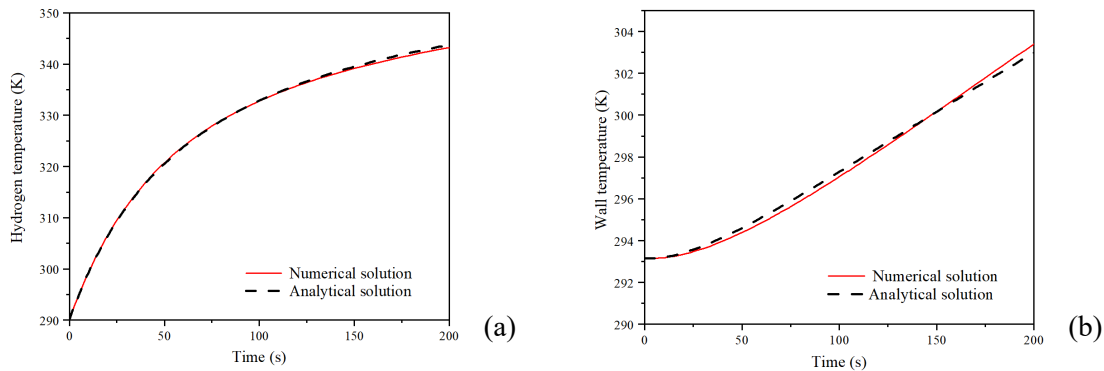 350
340
330
320
310
300
290
Hydrogen temperature (K)
Numerical solution
Analytical solution
0
50
100
150
200
Time (s)
(a)
304
302
300
298
296
294
292
290
Wall temperature (K)
Numerical solution
Analytical solution
0
50
100
150
200
Time (s)
(b)